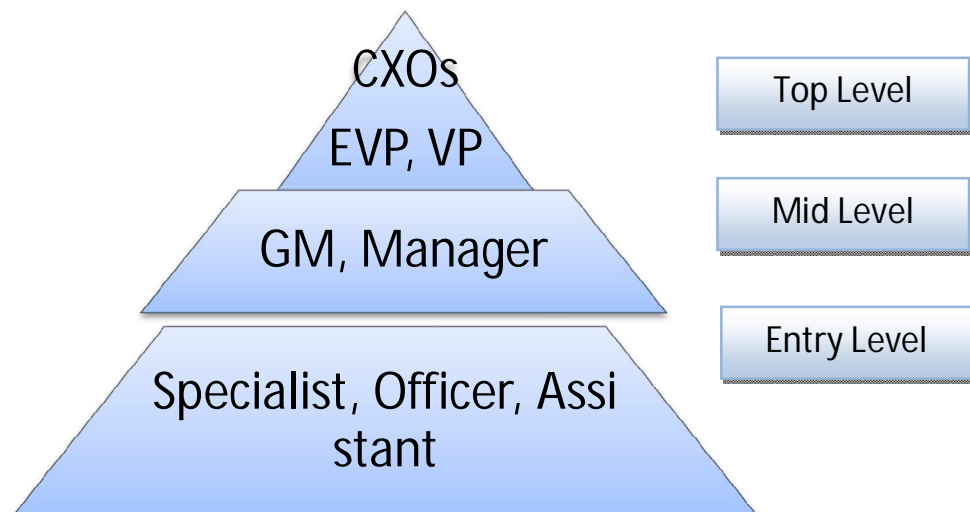 CXOs
EVP, VP
Top Level
GM, Manager
Mid Level
Specialist, Officer, Assi
stant
Entry Level